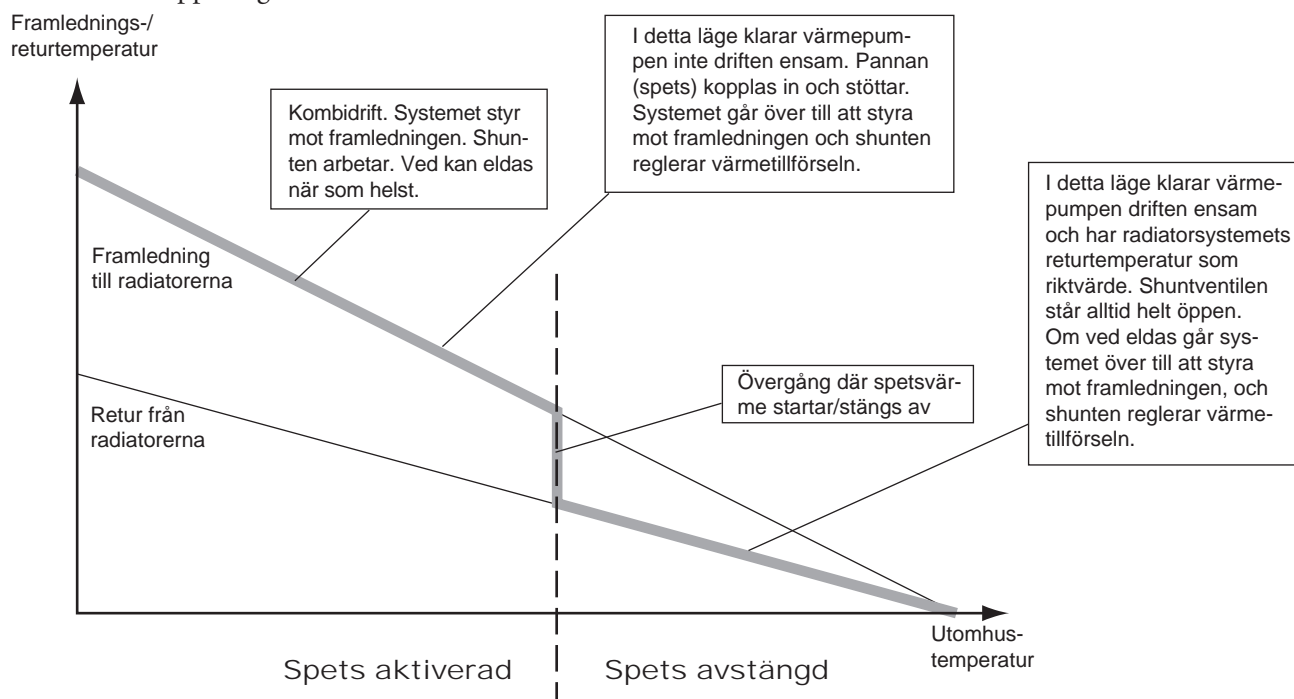 Framlednings-/
returtemperatur
I detta läge klarar värmepum-
pen inte driften ensam. Pannan
(spets) kopplas in och stöttar.
Systemet går över till att styra
mot framledningen och shunten
reglerar värmetillförseln.
Kombidrift. Systemet styr
mot framledningen. Shun-
ten arbetar. Ved kan eldas
när som helst.
I detta läge klarar värme-
pumpen driften ensam
och har radiatorsystemets
returtemperatur som
riktvärde. Shuntventilen
står alltid helt öppen.
Om ved eldas går sys-
temet över till att styra
mot framledningen, och
shunten reglerar värme-
tillförseln.
Framledning
till radiatorerna
Övergång där spetsvär-
me startar/stängs av
Retur från
radiatorerna
Utomhus-
temperatur
Spets aktiverad
Spets avstängd